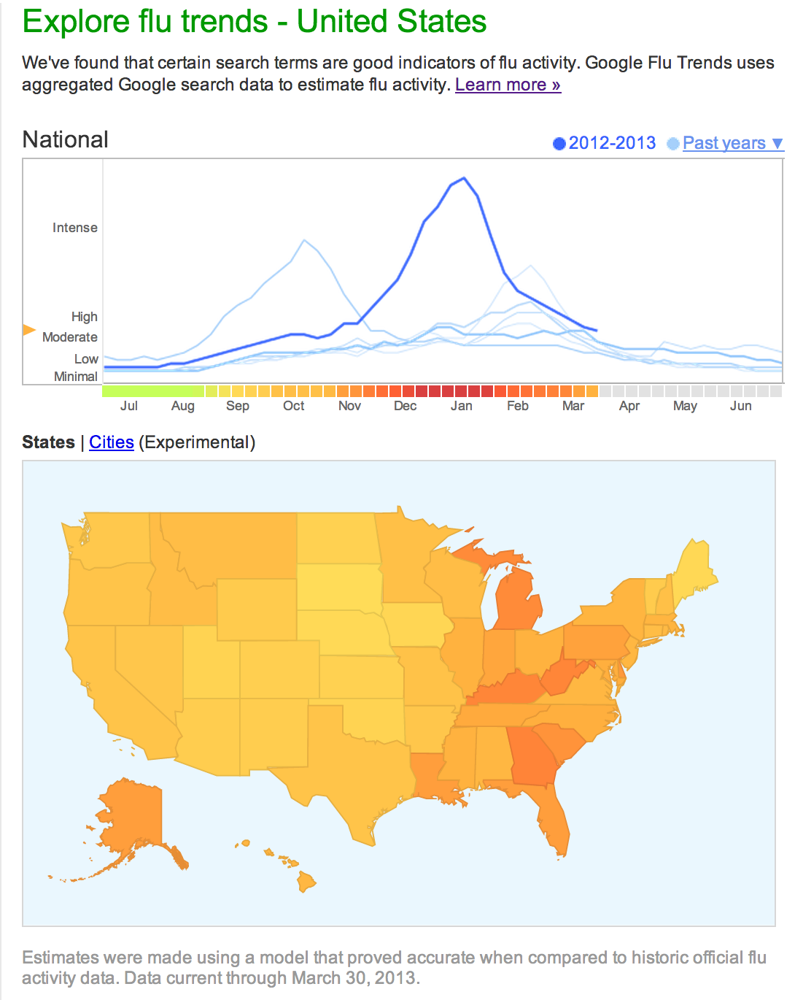 Explore flu trends - United States
We've found that certain search terms are good indicators of flu activity. Google Flu Trends uses
aggregated Google search data to estimate flu activity. Learn more »
National
2012-2013 Past years ▼
Intense
High
Moderate
Low
Minimal
Jul Aug Sep Oct Nov Dec Jan Feb Mar Apr May Jun
States | Cities (Experimental)
Estimates were made using a model that proved accurate when compared to historic official flu
activity data. Data current through March 30, 2013.